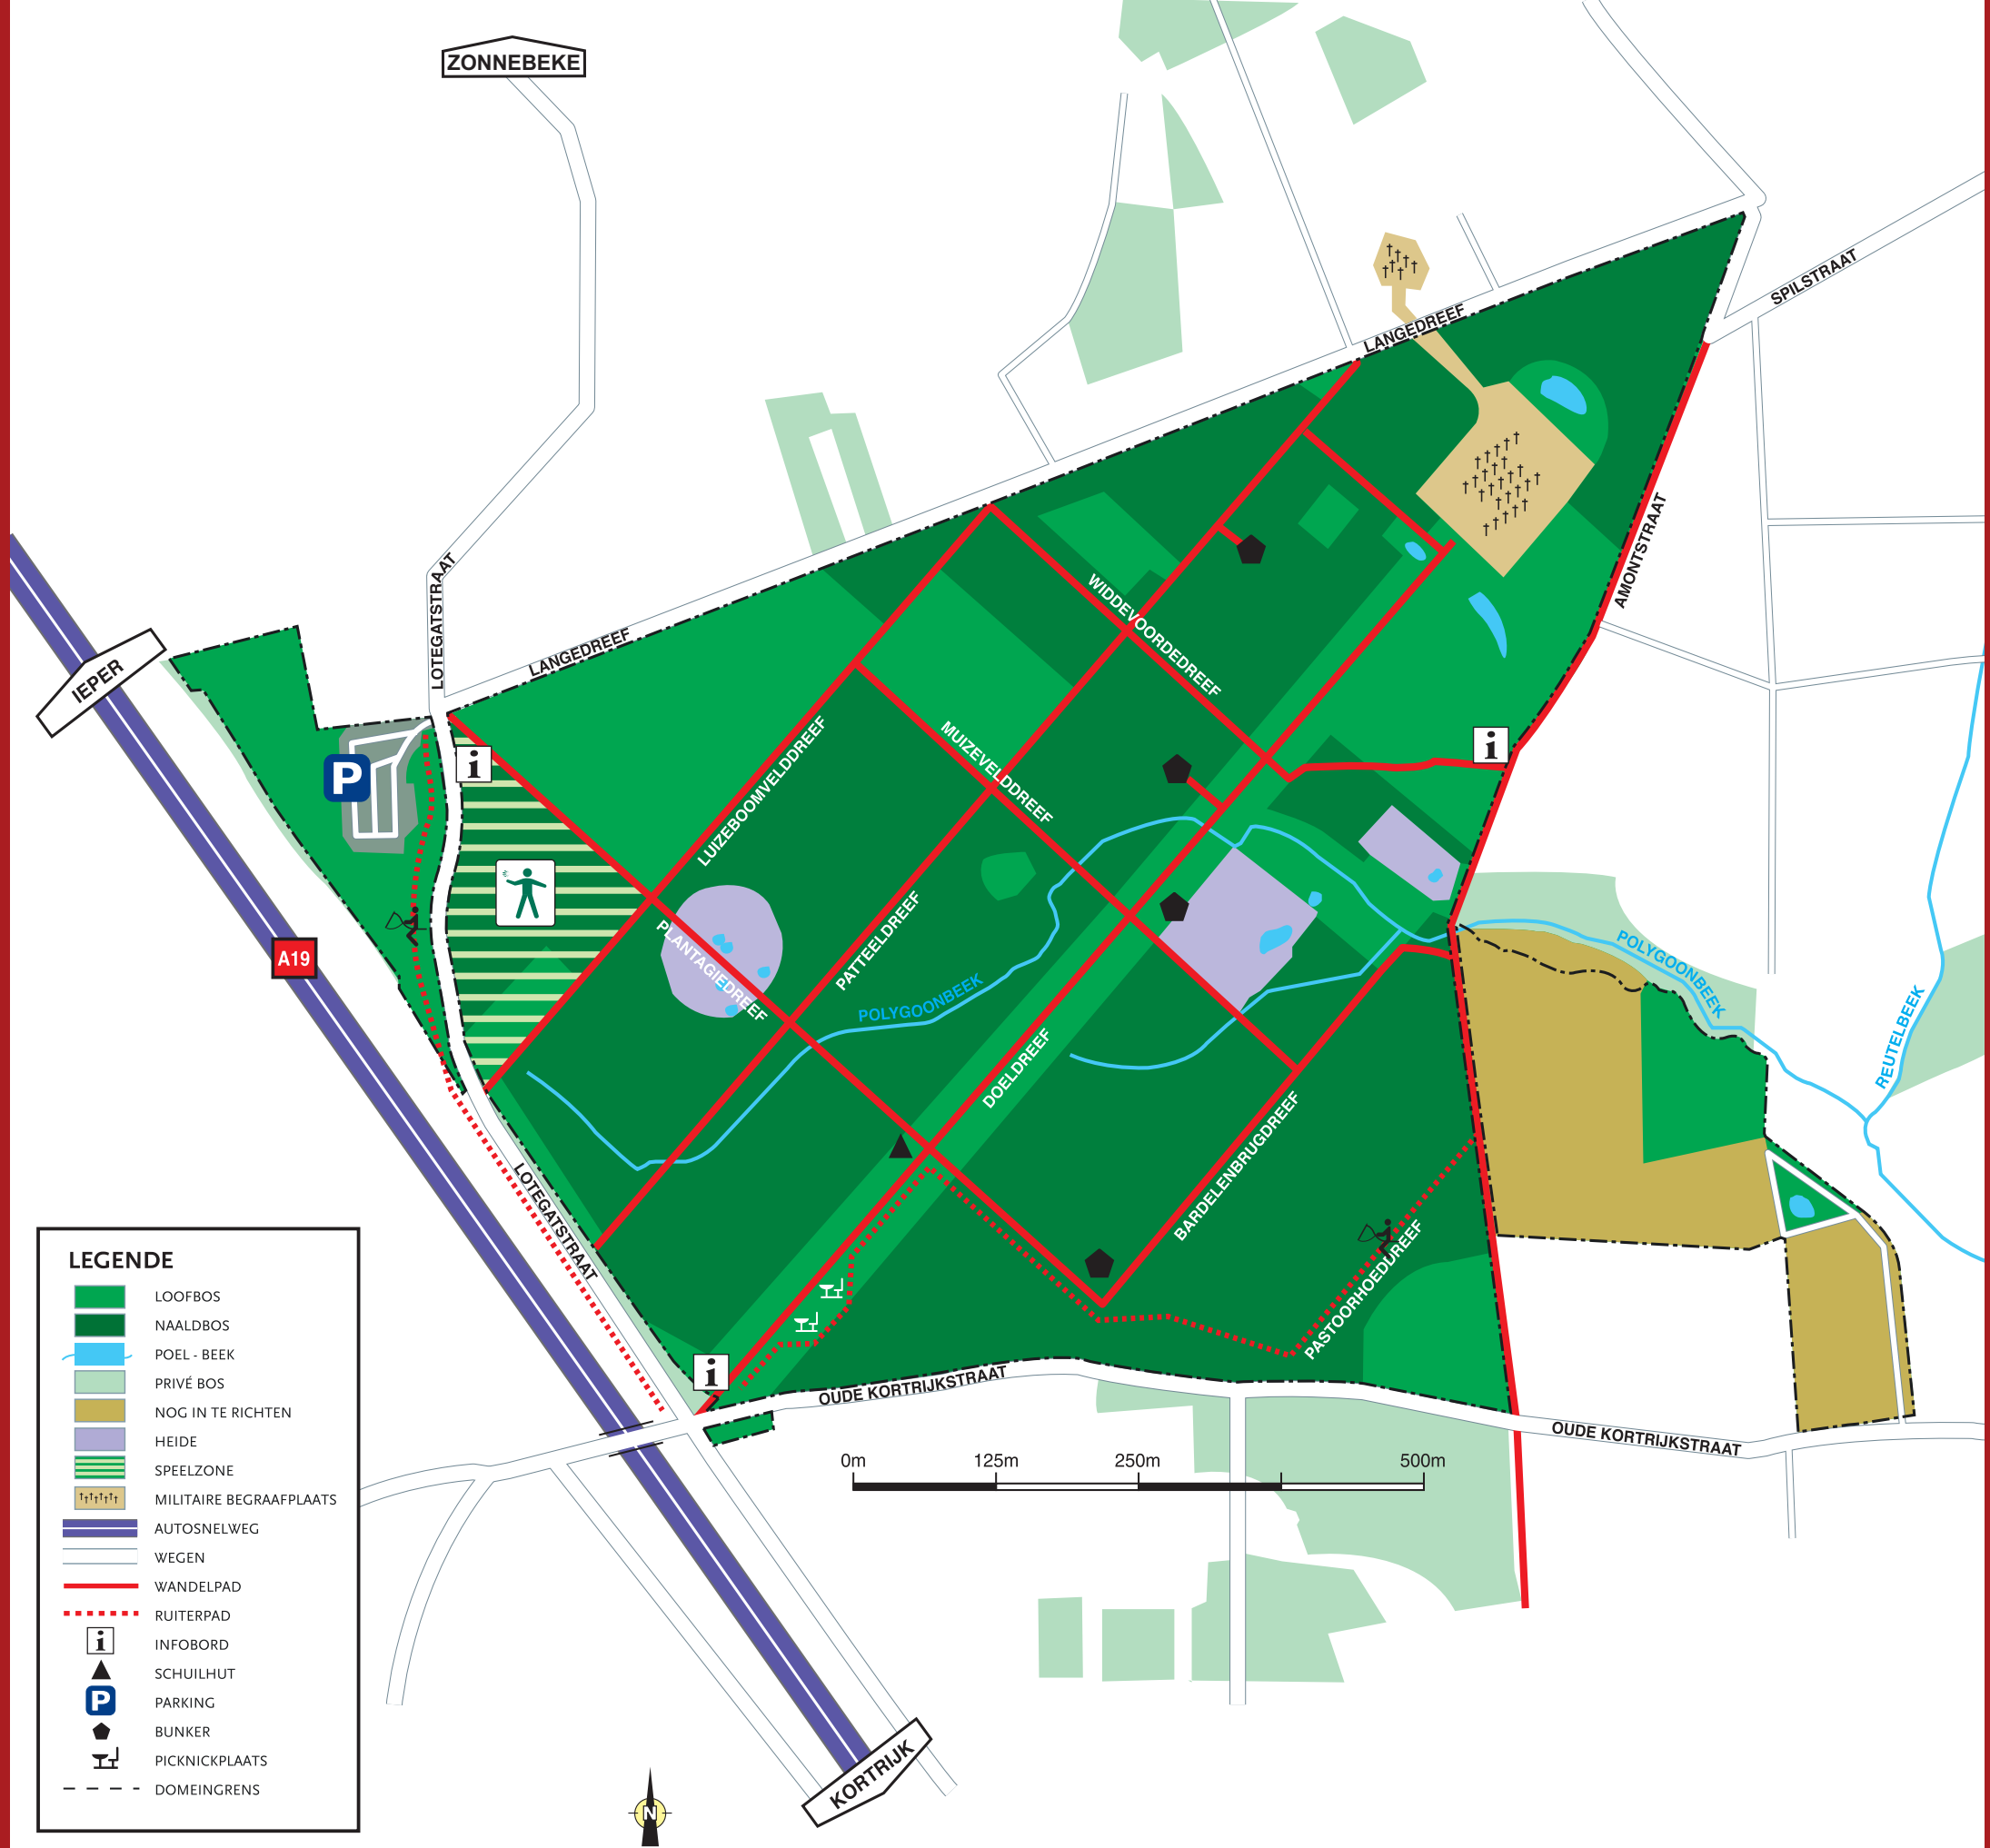 ZONNEBEKE
SPILSTRAAT
LANGEDREEF
AMONTSTRAAT
LOTEGATSTRAAT
LANGEDREEF
WIDDEVOORDEDREEF
IEPER
P
i
i
LUIZEBOOMVELDDREEF
MUIZEVELDDREEF
PLANTAGIEDREEF
PATTEELDREEF
POLYGOONBEEK
POLYGOONBEEK
REUTELBEEK
A19
DOELDREEF
BARDELENBRUGDREEF
PASTOORHOEDDREEF
LOTEGATSTRAAT
i
OUDE KORTRIJKSTRAAT
OUDE KORTRIJKSTRAAT
0m 125m 250m 500m
LEGENDE
LOOFBOS
NAALDBOS
POEL - BEEK
PRIVÉ BOS
NOG IN TE RICHTEN
HEIDE
SPEELZONE
MILITAIRE BEGRAAFPLAATS
AUTOSNELWEG
WEGEN
WANDELPAD
RUITERPAD
i INFOBORD
SCHUILHUT
P PARKING
BUNKER
PICKNICKPLAATS
DOMEINGRENS
KORTRIJK
N